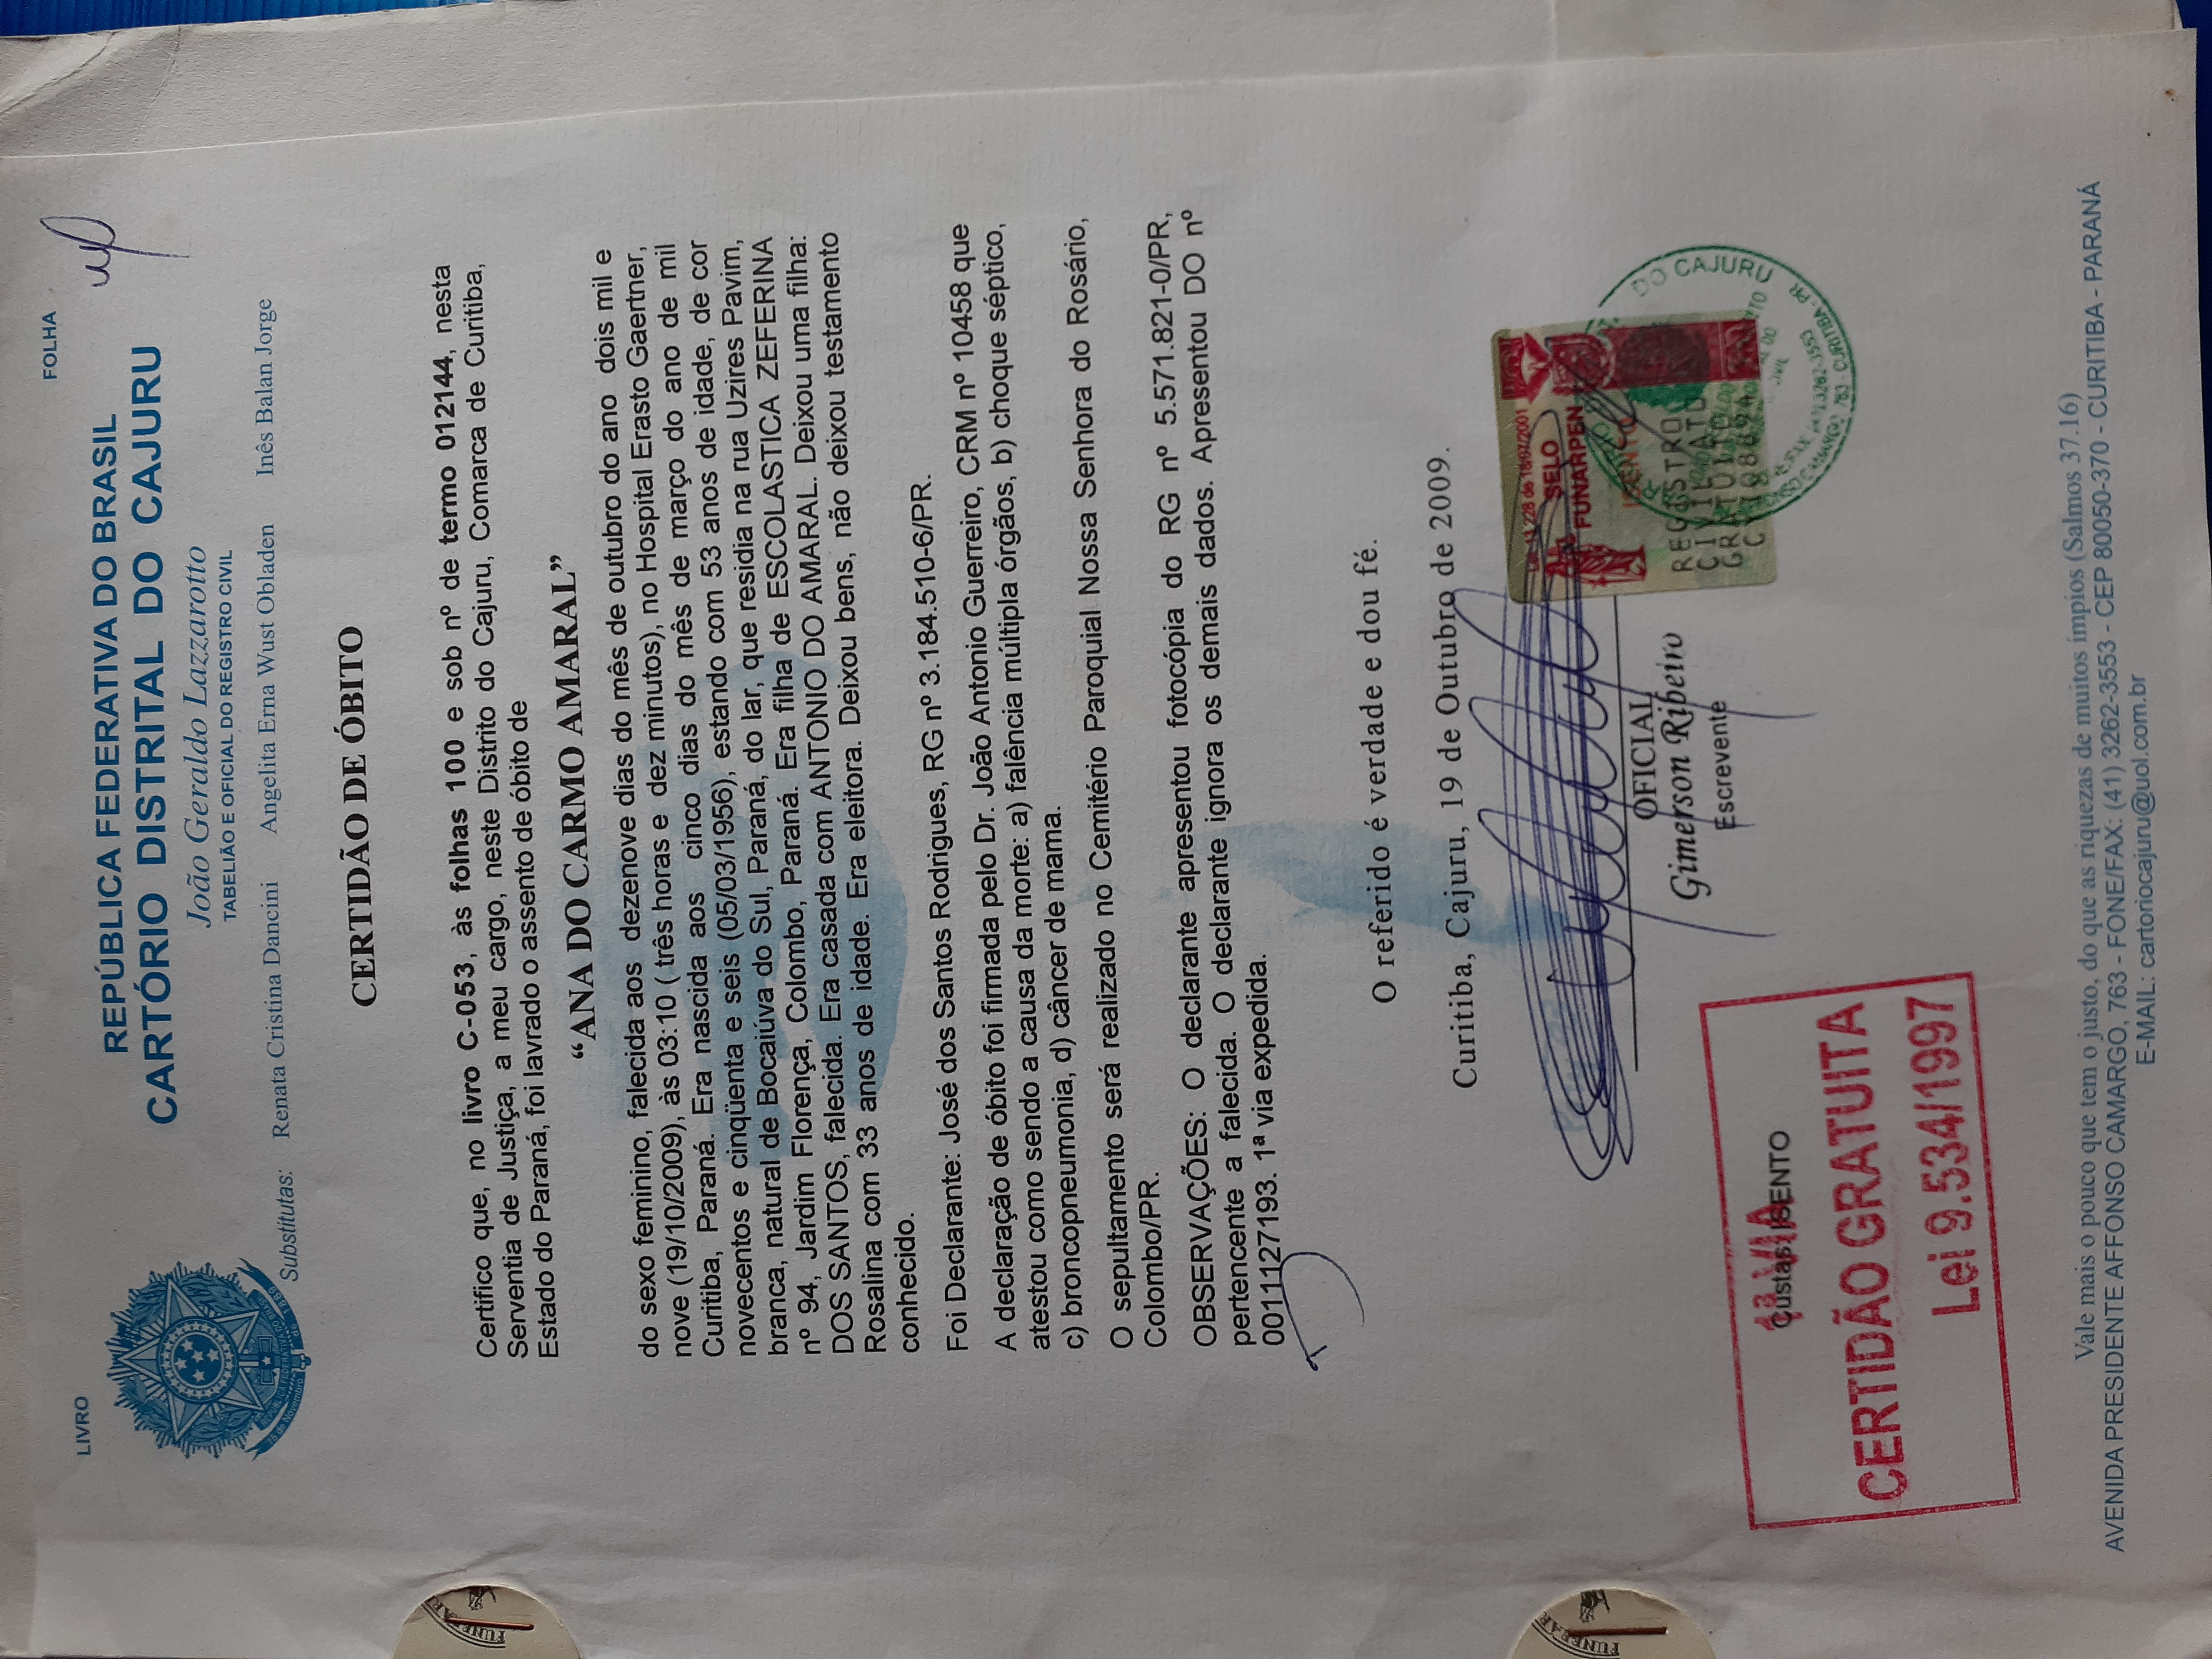 LIVRO
FOLHA
REPÚBLICA FEDERATIVA DO BRASIL
CARTÓRIO DISTRITAL DO CAJURU
João Geraldo Lazzarotto
TABELIÃO E OFICIAL DO REGISTRO CIVIL
Substitutas: Renata Cristina Dancini Angelita Erna Wust Obladen Inês Balan Jorge
CERTIDÃO DE ÓBITO
Certifico que, no livro C-053, às folhas 100 e sob nº de termo 012144, nesta
Serventia de Justiça, a meu cargo, neste Distrito do Cajuru, Comarca de Curitiba,
Estado do Paraná, foi lavrado o assento de óbito de
“ANA DO CARMO AMARAL”
do sexo feminino, falecida aos dezenove dias do mês de outubro do ano dois mil e
nove (19/10/2009), às 03:10 ( três horas e dez minutos), no Hospital Erasto Gaertner,
Curitiba, Paraná. Era nascida aos cinco dias do mês de março do ano de mil
novecentos e cinqüenta e seis (05/03/1956), estando com 53 anos de idade, de cor
branca, natural de Bocaiúva do Sul, Paraná, do lar, que residia na rua Uzires Pavim,
nº 94, Jardim Florença, Colombo, Paraná. Era filha de ESCOLASTICA ZEFERINA
DOS SANTOS, falecida. Era casada com ANTONIO DO AMARAL. Deixou uma filha:
Rosalina com 33 anos de idade. Era eleitora. Deixou bens, não deixou testamento
conhecido.
Foi Declarante: José dos Santos Rodrigues, RG nº 3.184.510-6/PR.
A declaração de óbito foi firmada pelo Dr. João Antonio Guerreiro, CRM nº 10458 que
atestou como sendo a causa da morte: a) falência múltipla órgãos, b) choque séptico,
c) broncopneumonia, d) câncer de mama.
O sepultamento será realizado no Cemitério Paroquial Nossa Senhora do Rosário,
Colombo/PR.
OBSERVAÇÕES: O declarante apresentou fotocópia do RG nº 5.571.821-0/PR,
pertencente a falecida. O declarante ignora os demais dados. Apresentou DO nº
001112719​3. 1ª via expedida.
O referido é verdade e dou fé.
Curitiba, Cajuru, 19 de Outubro de 2009.
OFICIAL
Gimerson Ribeiro
Escrevente
SELO
FUNARPEN
ISENTO
REGISTRO
CIVIL
GRATUITO
DO CAJURU
CURITIBA - PR
1ª VIA
Custas: ISENTO
CERTIDÃO GRATUITA
Lei 9.534/1997
Vale mais o pouco que tem o justo, do que as riquezas de muitos ímpios (Salmos 37.16)
AVENIDA PRESIDENTE AFFONSO CAMARGO, 763 - FONE/FAX: (41) 3262-3553 - CEP 80050-370 - CURITIBA - PARANÁ
E-MAIL: cartoriocajuru@uol.com.br